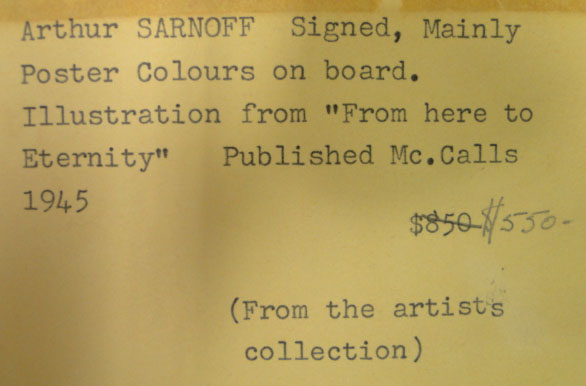 Arthur SARNOFF Signed, Mainly
Poster Colours on board.
Illustration from "From here to
Eternity" Published Mc.Calls
1945
$850 $550-
(From the artists
collection)